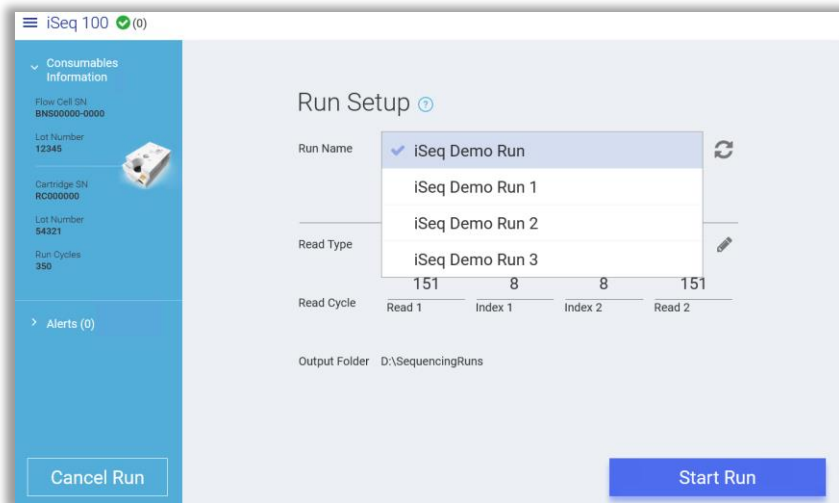 iSeq 100 (0)
Consumables
Information
Flow Cell SN
BNS00000-0000
Lot Number
12345
Cartridge SN
RC000000
Lot Number
54321
Run Cycles
350
Alerts (0)
Cancel Run
Run Setup ?
Run Name
iSeq Demo Run
iSeq Demo Run 1
iSeq Demo Run 2
iSeq Demo Run 3
Read Type
151 8 8 151
Read Cycle
Read 1 Index 1 Index 2 Read 2
Output Folder D:\SequencingRuns
Start Run